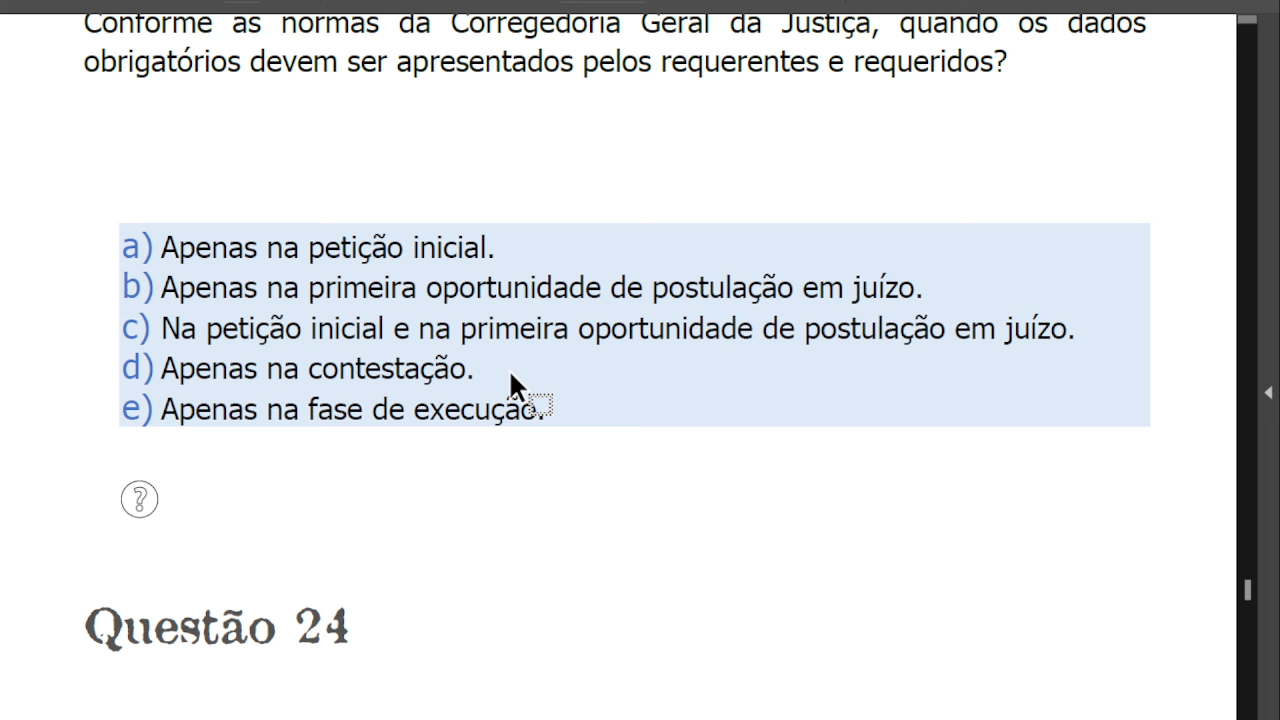 Conforme as normas da Corregedoria Geral da Justiça, quando os dados
obrigatórios devem ser apresentados pelos requerentes e requeridos?
a) Apenas na petição inicial.
b) Apenas na primeira oportunidade de postulação em juízo.
c) Na petição inicial e na primeira oportunidade de postulação em juízo.
d) Apenas na contestação.
e) Apenas na fase de execução.
?
Questão 24